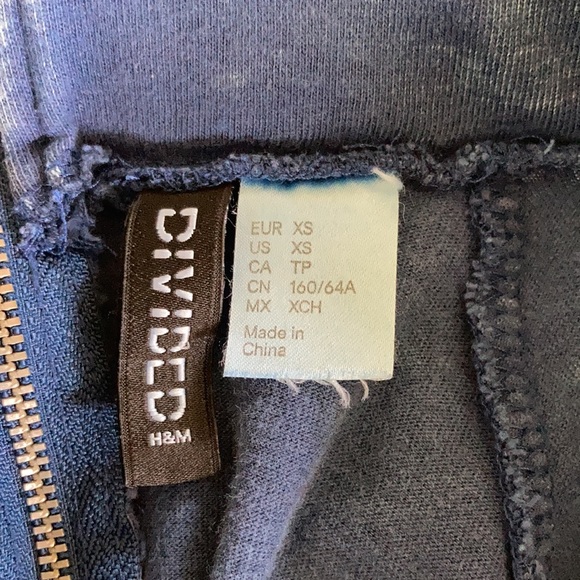 DIVIDED
H&M
EUR XS
US XS
CA TP
CN 160/64A
MX XCH
Made in
China